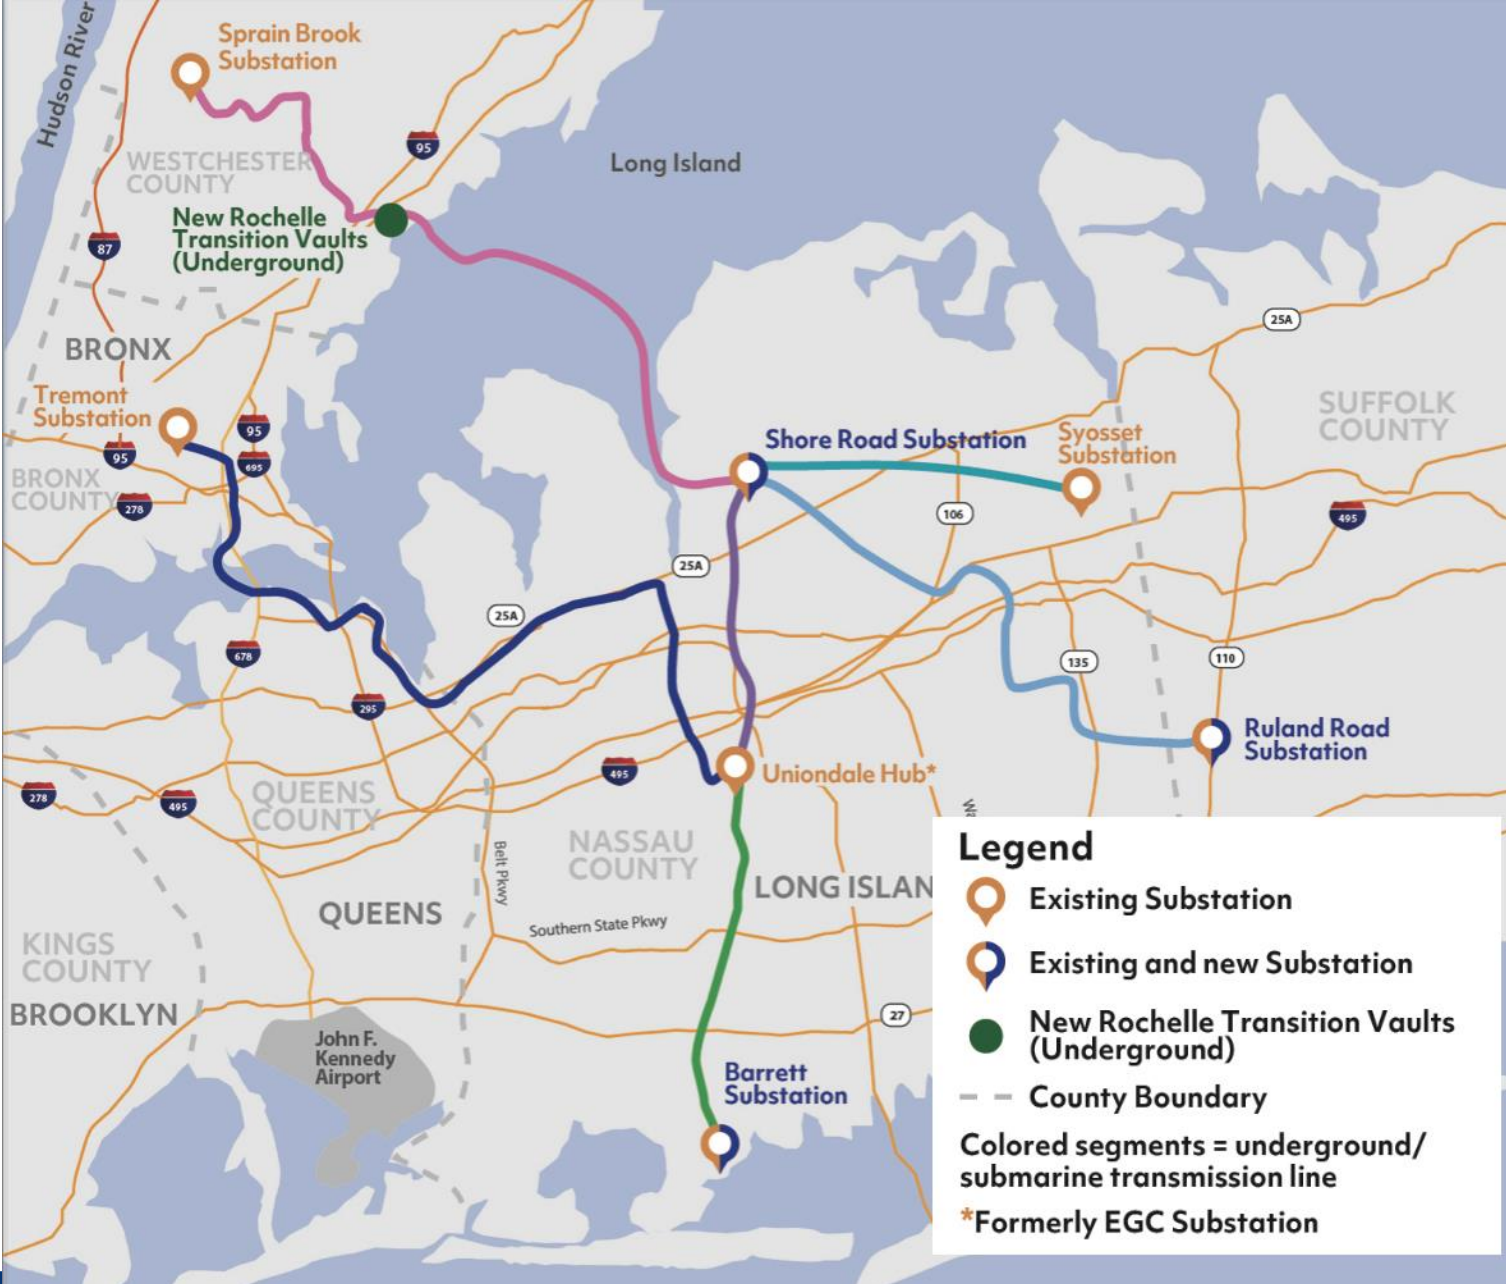 Sprain Brook
Substation
Hudson River
95
Long Island
WESTCHESTER
COUNTY
New Rochelle
Transition Vaults
(Underground)
87
25A
BRONX
Tremont
Substation
SUFFOLK
COUNTY
95
95
695
Shore Road Substation
Syosset
Substation
BRONX
COUNTY
278
106
495
25A
25A
678
135
110
295
Ruland Road
Substation
495
Uniondale Hub*
278
495
QUEENS
COUNTY
NASSAU
COUNTY
Belt Pkwy
LONG ISLAN
QUEENS
Southern State Pkwy
KINGS
COUNTY
BROOKLYN
27
John F.
Kennedy
Airport
Barrett
Substation
Legend
Existing Substation
Existing and new Substation
New Rochelle Transition Vaults
(Underground)
County Boundary
Colored segments = underground/
submarine transmission line
*Formerly EGC Substation